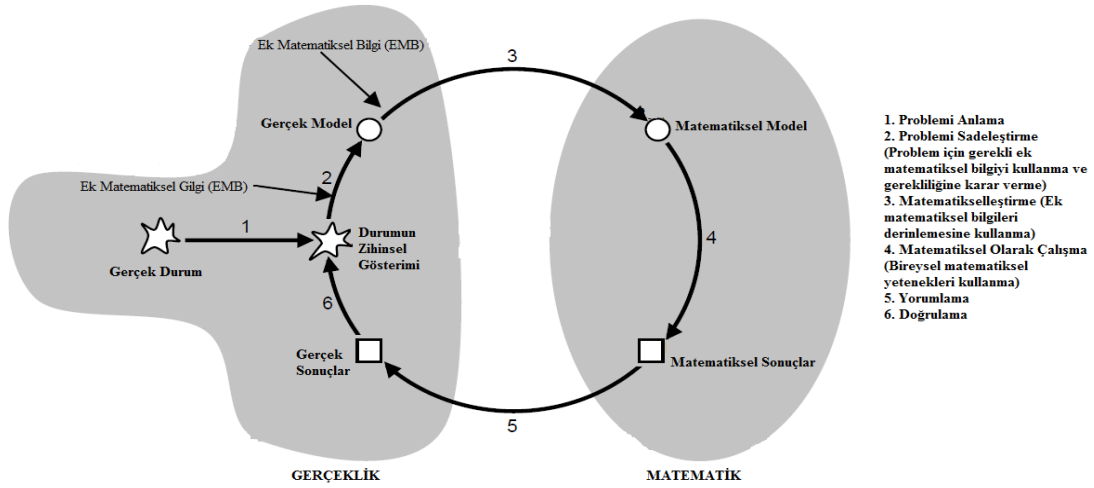 Ek Matematiksel Bilgi (EMB)
3
Gerçek Model
Matematiksel Model
2
Ek Matematiksel Gilgi (EMB)
1
Gerçek Durum
Durumun
Zihinsel
Gösterimi
4
6
Gerçek
Sonuçlar
Matematiksel Sonuçlar
5
GERÇEKLİK
MATEMATİK
1. Problemi Anlama
2. Problemi Sadeleştirme
(Problem için gerekli ek
matematiksel bilgiyi kullanma ve
gerekliliğine karar verme)
3. Matematikselleştirme (Ek
matematiksel bilgileri
derinlemesine kullanma)
4. Matematiksel Olarak Çalışma
(Bireysel matematiksel
yetenekleri kullanma)
5. Yorumlama
6. Doğrulama